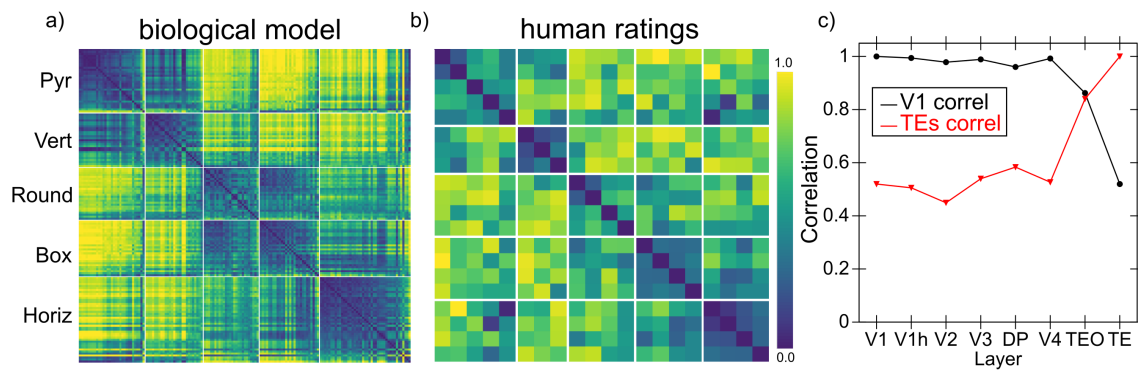 a)
biological model
Pyr
Vert
Round
Box
Horiz
b)
human ratings
1.0
0.0
c)
1
0.8
0.6
0.4
0.2
0
Correlation
V1 correl
TEs correl
V1 V1h V2 V3 DP V4 TEO TE
Layer